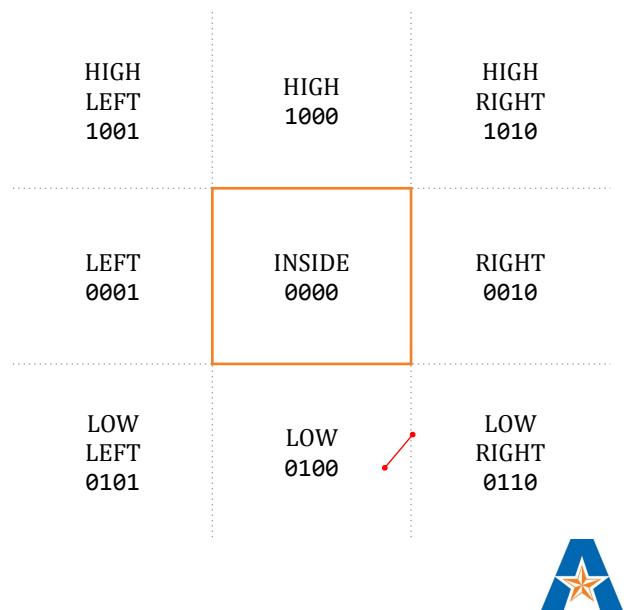 HIGH
LEFT
1001
HIGH
1000
HIGH
RIGHT
1010
LEFT
0001
INSIDE
0000
RIGHT
0010
LOW
LEFT
0101
LOW
0100
LOW
RIGHT
0110